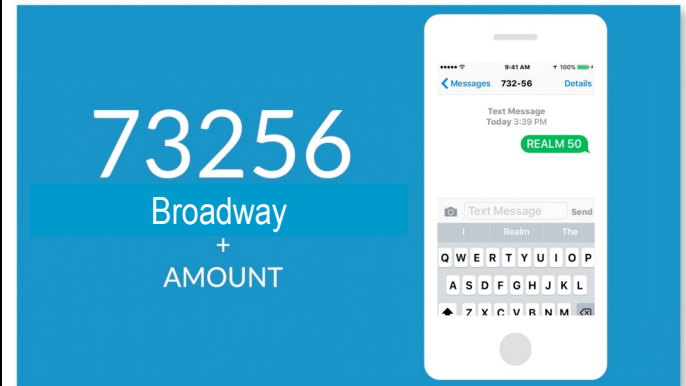 73256
Broadway
+
AMOUNT
9:41 AM 100%
Messages 732-56 Details
Text Message
Today 3:39 PM
REALM 50
Text Message Send
I Realm The
Q W E R T Y U I O P
A S D F G H J K L
Z X C V B N M